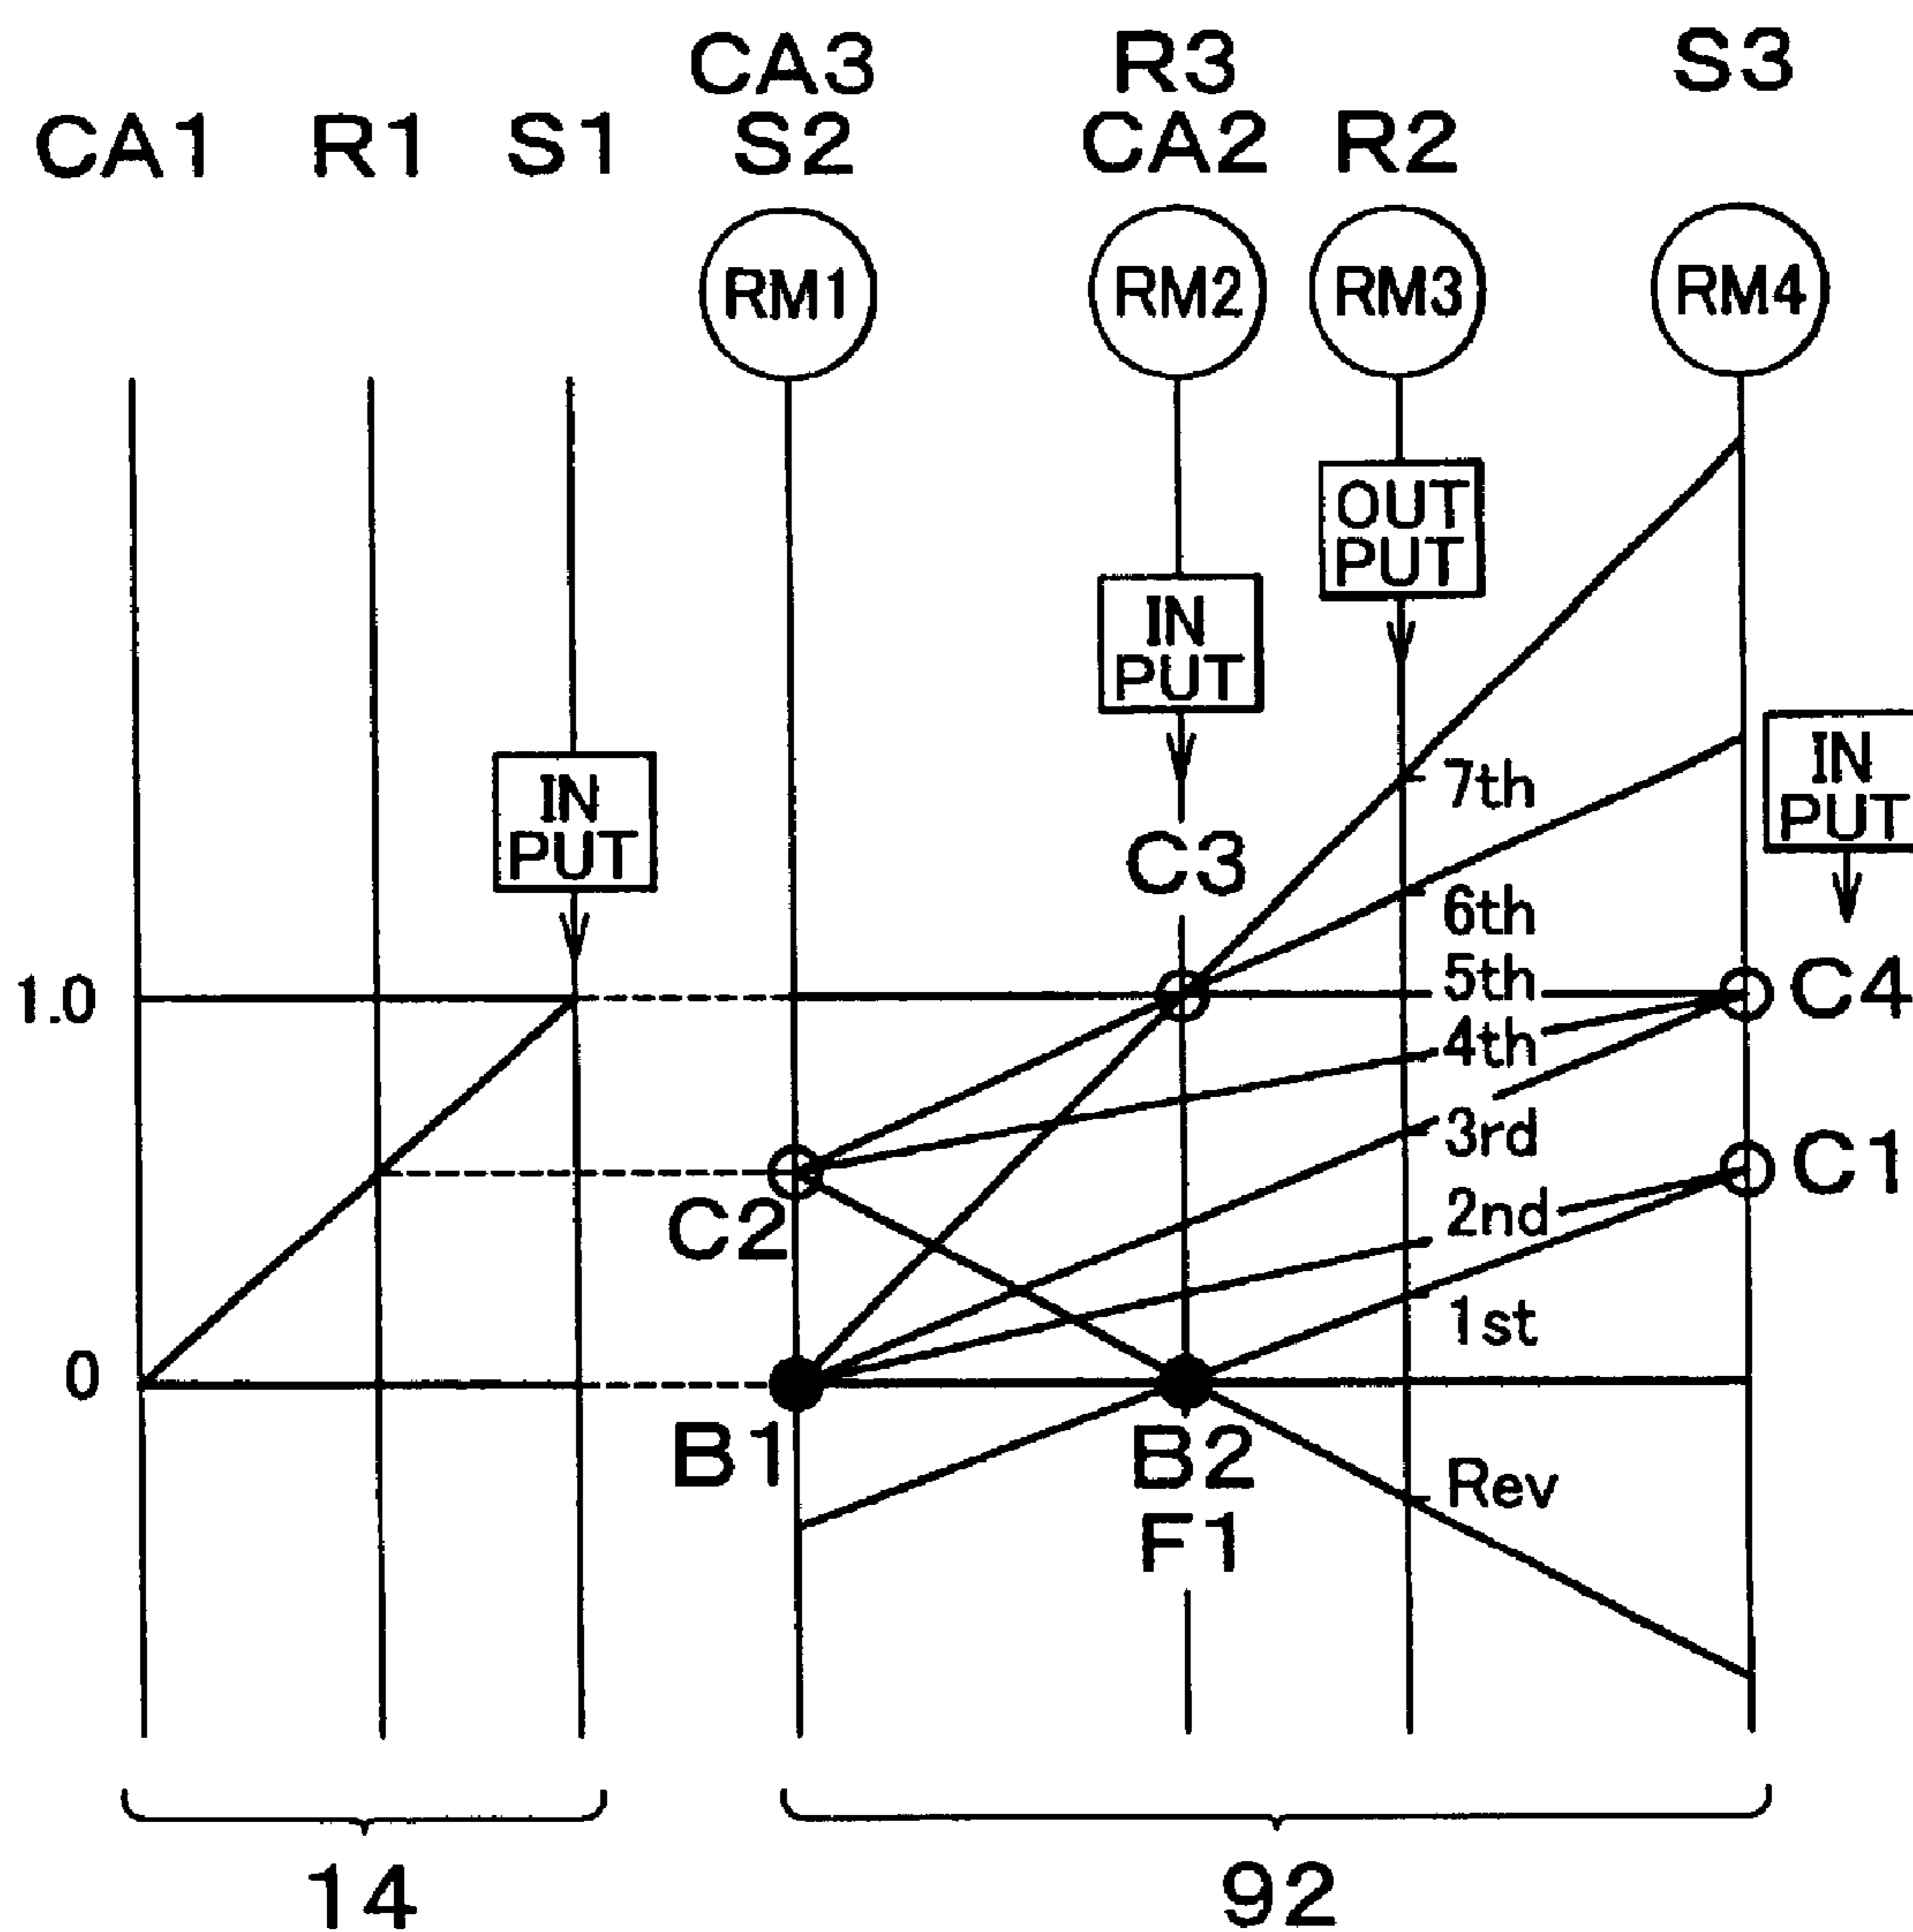 CA3 R3 S3
CA1 R1 S1 S2 CA2 R2
RM1 RM2 RM3 RM4
OUT
PUT
IN
PUT
IN
PUT
IN
PUT
7th
C3
6th
1.0 5th C4
4th
3rd
C1
2nd
C2
1st
0
B1 B2 Rev
F1
14 92